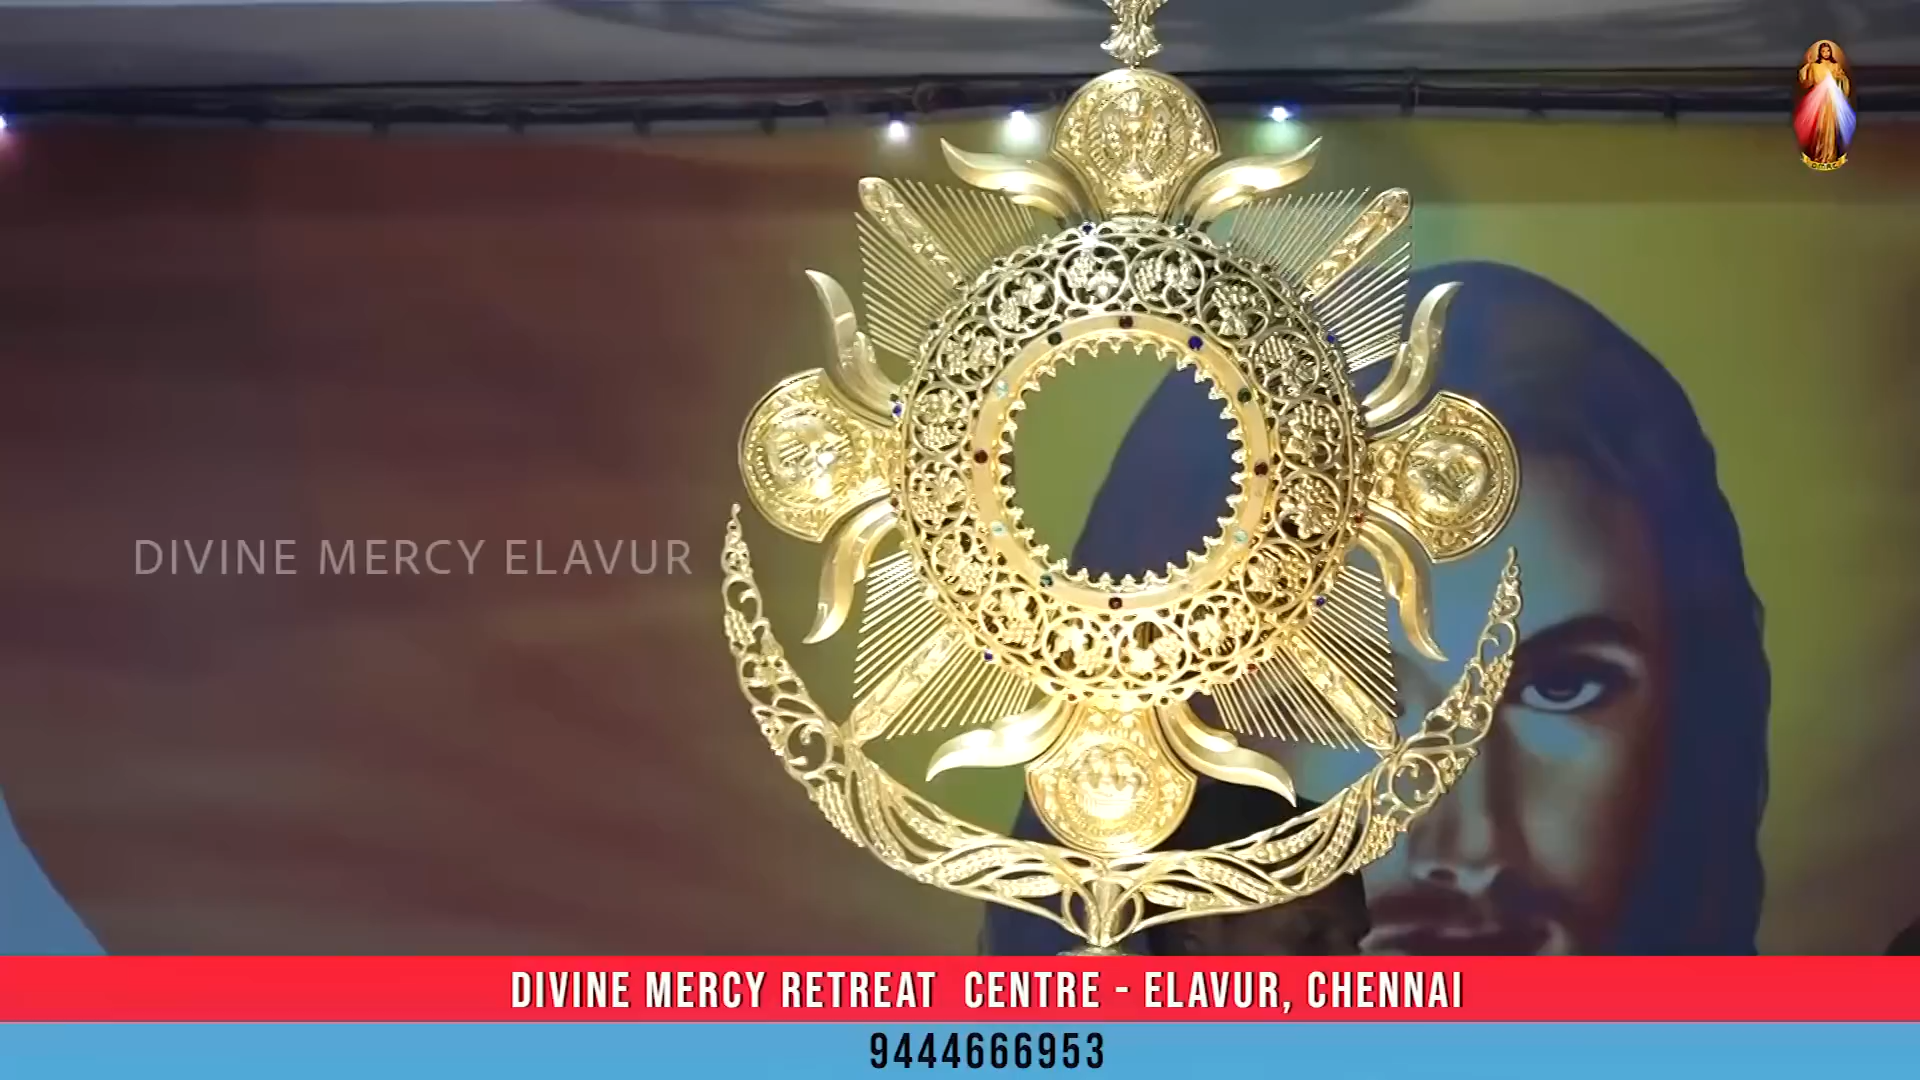 DIVINE MERCY ELAVUR
DIVINE MERCY RETREAT CENTRE - ELAVUR, CHENNAI
9444666953